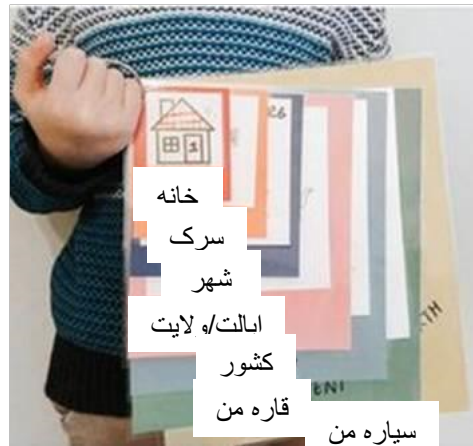 خانه
سرک
شهر
ایالت/ولایت
کشور
قاره من
سیاره من